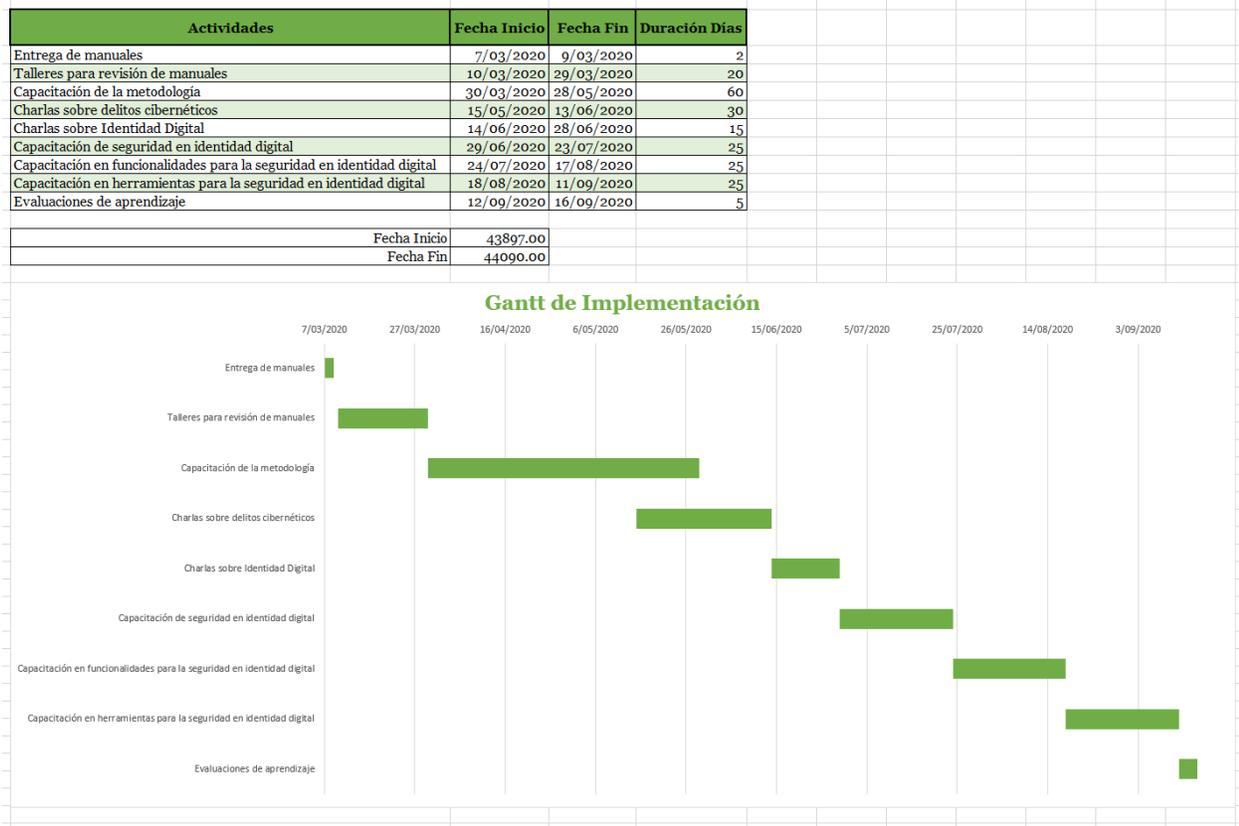 Actividades Fecha Inicio Fecha Fin Duración Días
Entrega de manuales 7/03/2020 9/03/2020 2
Talleres para revisión de manuales 10/03/2020 29/03/2020 20
Capacitación de la metodología 30/03/2020 28/05/2020 60
Charlas sobre delitos cibernéticos 15/05/2020 13/06/2020 30
Charlas sobre Identidad Digital 14/06/2020 28/06/2020 15
Capacitación de seguridad en identidad digital 29/06/2020 23/07/2020 25
Capacitación en funcionalidades para la seguridad en identidad digital 24/07/2020 17/08/2020 25
Capacitación en herramientas para la seguridad en identidad digital 18/08/2020 11/09/2020 25
Evaluaciones de aprendizaje 12/09/2020 16/09/2020 5
Fecha Inicio 43897.00
Fecha Fin 44090.00
Gantt de Implementación
7/03/2020 27/03/2020 16/04/2020 6/05/2020 26/05/2020 15/06/2020 5/07/2020 25/07/2020 14/08/2020 3/09/2020
Entrega de manuales
Talleres para revisión de manuales
Capacitación de la metodología
Charlas sobre delitos cibernéticos
Charlas sobre Identidad Digital
Capacitación de seguridad en identidad digital
Capacitación en funcionalidades para la seguridad en identidad digital
Capacitación en herramientas para la seguridad en identidad digital
Evaluaciones de aprendizaje